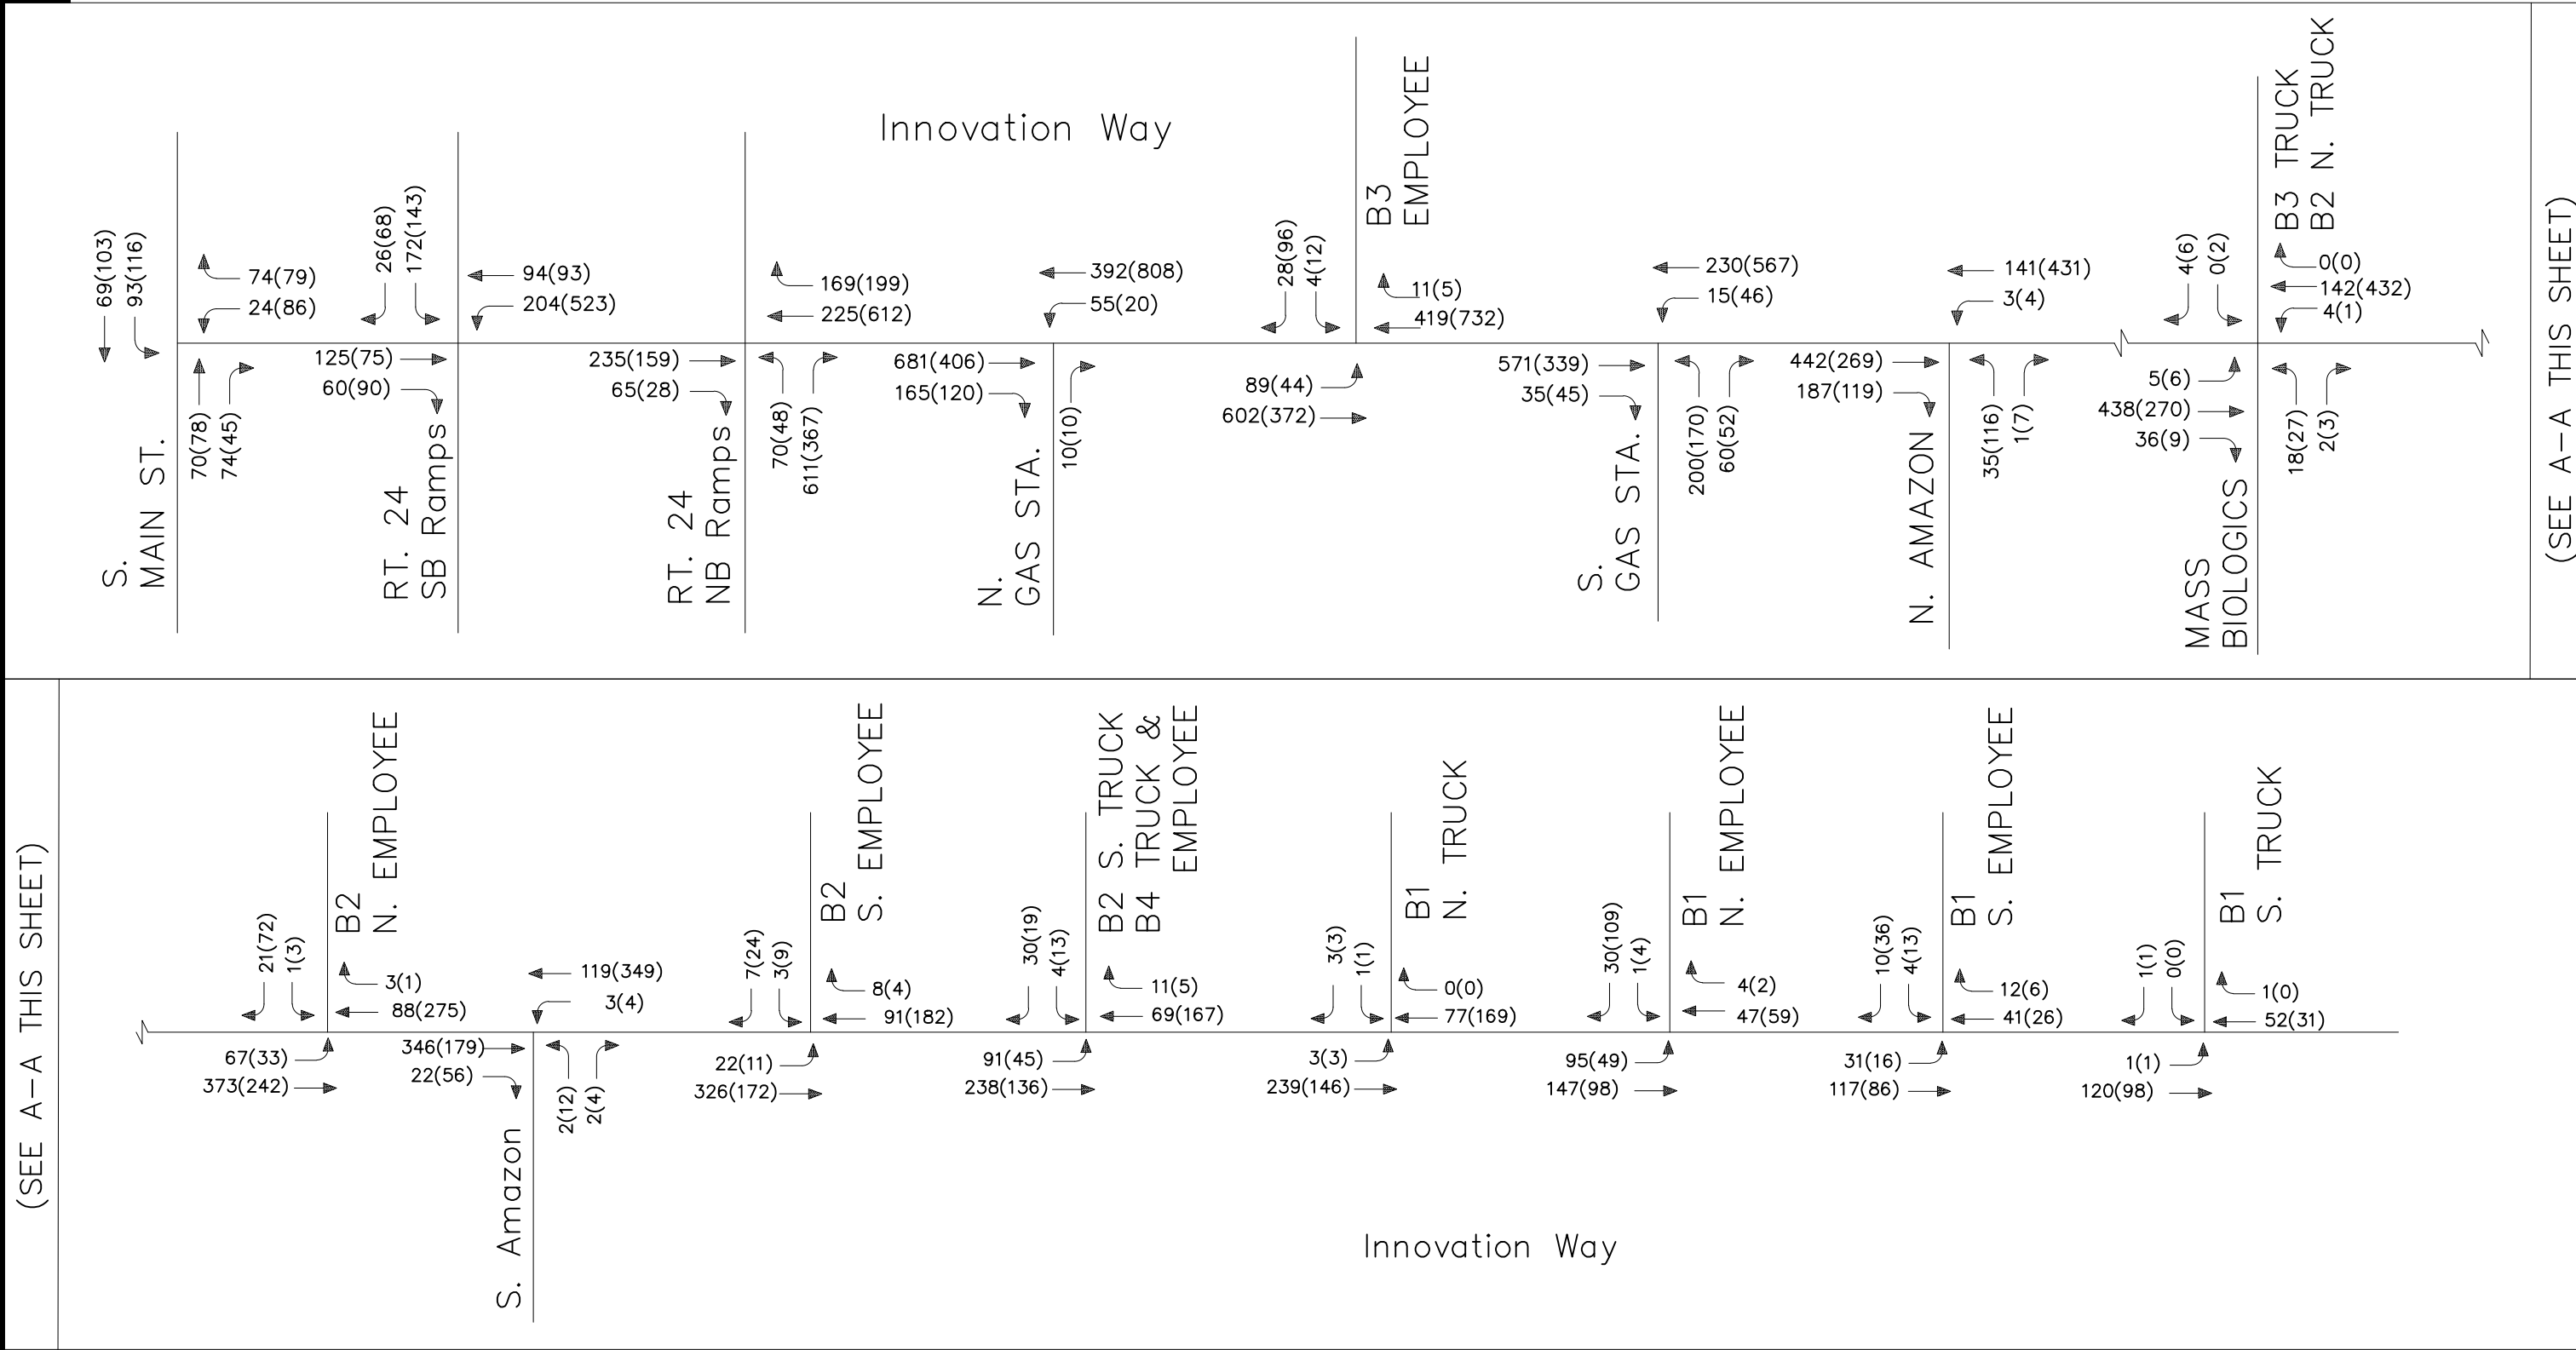 Innovation Way
69(103)
93(116)
74(79)
24(86)
70(78)
74(45)
S.
MAIN ST.
26(68)
172(143)
94(93)
204(523)
125(75)
60(90)
RT. 24
SB Ramps
169(199)
225(612)
235(159)
65(28)
70(48)
611(367)
RT. 24
NB Ramps
392(808)
55(20)
681(406)
165(120)
10(10)
N.
GAS STA.
28(96)
4(12)
B3
EMPLOYEE
11(5)
419(732)
89(44)
602(372)
230(567)
15(46)
571(339)
35(45)
200(170)
60(52)
S.
GAS STA.
141(431)
3(4)
442(269)
187(119)
35(116)
1(7)
N. AMAZON
4(6)
0(2)
B3 TRUCK
B2 N. TRUCK
0(0)
142(432)
4(1)
5(6)
438(270)
36(9)
18(27)
2(3)
MASS
BIOLOGICS
(SEE A-A THIS SHEET)
(SEE A-A THIS SHEET)
21(72)
1(3)
B2
N. EMPLOYEE
3(1)
88(275)
67(33)
373(242)
119(349)
3(4)
346(179)
22(56)
2(12)
2(4)
S. Amazon
7(24)
3(9)
B2
S. EMPLOYEE
8(4)
91(182)
22(11)
326(172)
30(19)
4(13)
B2 S. TRUCK
B4 TRUCK &
EMPLOYEE
11(5)
69(167)
91(45)
238(136)
3(3)
1(1)
B1
N. TRUCK
0(0)
77(169)
3(3)
239(146)
30(109)
1(4)
B1
N. EMPLOYEE
4(2)
47(59)
95(49)
147(98)
10(36)
4(13)
B1
S. EMPLOYEE
12(6)
41(26)
31(16)
117(86)
1(1)
0(0)
B1
S. TRUCK
1(0)
52(31)
1(1)
120(98)
Innovation Way